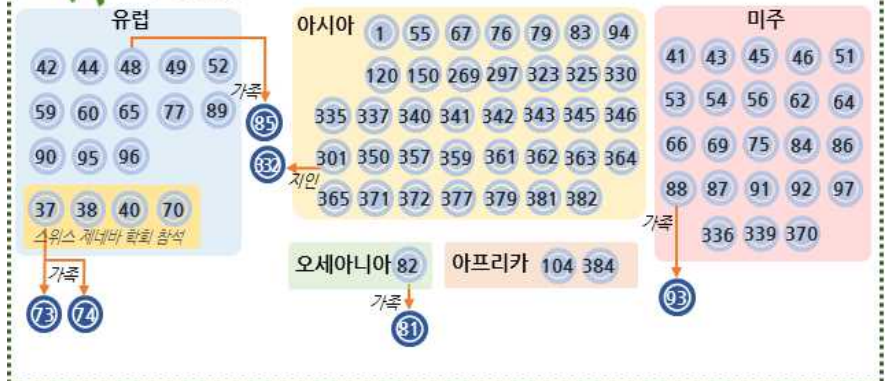 유럽
42 44 48 49 52
가족
59 60 65 77 89
85
90 95 96
37 38 40 70
스위스 제네바 학회 참석
가족
73 74
아시아 1 55 67 76 79 83 94
120 150 269 297 323 325 330
335 337 340 341 342 343 345 346
332 301 350 357 359 361 362 363 364
지인
365 371 372 377 379 381 382
오세아니아 82
가족
81
아프리카 104 384
미주
41 43 45 46 51
53 54 56 62 64
66 69 75 84 86
88 87 91 92 97
가족
336 339 370
93